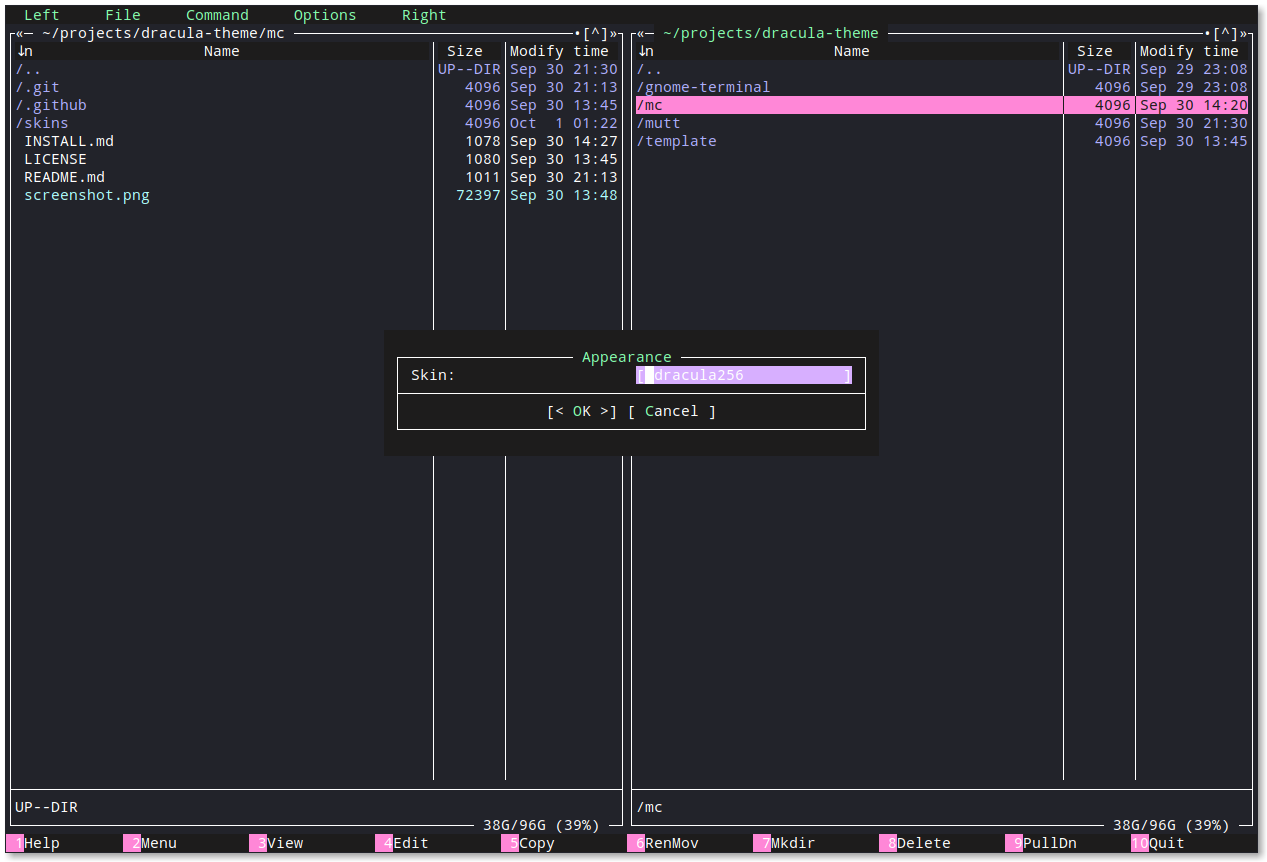 Left File Command Options Right
«─ ~/projects/dracula-theme/mc ─•[^]»
↓n Name Size Modify time
/.. UP--DIR Sep 30 21:30
/.git 4096 Sep 30 21:13
/.github 4096 Sep 30 13:45
/skins 4096 Oct 1 01:22
INSTALL.md 1078 Sep 30 14:27
LICENSE 1080 Sep 30 13:45
README.md 1011 Sep 30 21:13
screenshot.png 72397 Sep 30 13:48
UP--DIR
38G/96G (39%)
«─ ~/projects/dracula-theme ─•[^]»
↓n Name Size Modify time
/.. UP--DIR Sep 29 23:08
/gnome-terminal 4096 Sep 29 23:08
/mc 4096 Sep 30 14:20
/mutt 4096 Sep 30 21:30
/template 4096 Sep 30 13:45
/mc
38G/96G (39%)
Appearance
Skin: [ dracula256 ]
[< OK >] [ Cancel ]
1Help 2Menu 3View 4Edit 5Copy 6RenMov 7Mkdir 8Delete 9PullDn 10Quit